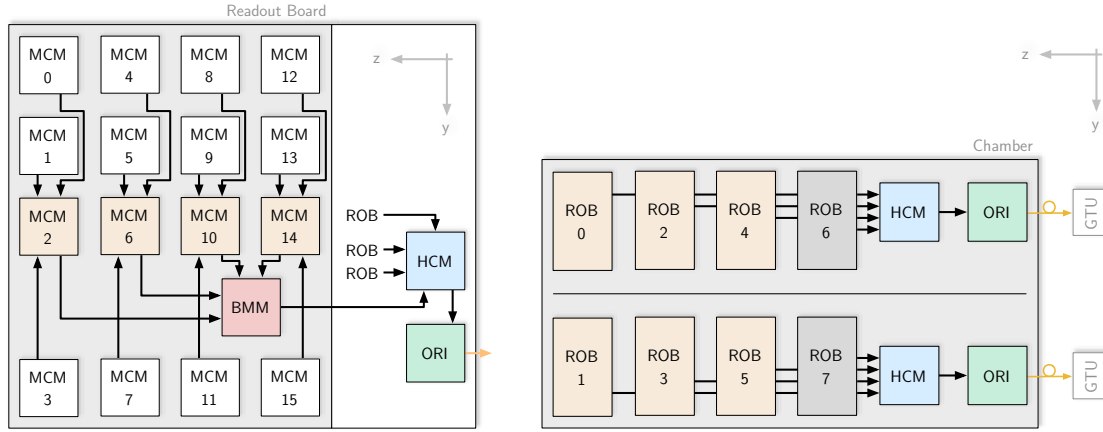 Readout Board
MCM
0
MCM
4
MCM
8
MCM
12
z
y
MCM
1
MCM
5
MCM
9
MCM
13
MCM
2
MCM
6
MCM
10
MCM
14
ROB
ROB
ROB
HCM
BMM
ORI
MCM
3
MCM
7
MCM
11
MCM
15
z
y
Chamber
ROB
0
ROB
2
ROB
4
ROB
6
HCM
ORI
GTU
ROB
1
ROB
3
ROB
5
ROB
7
HCM
ORI
GTU